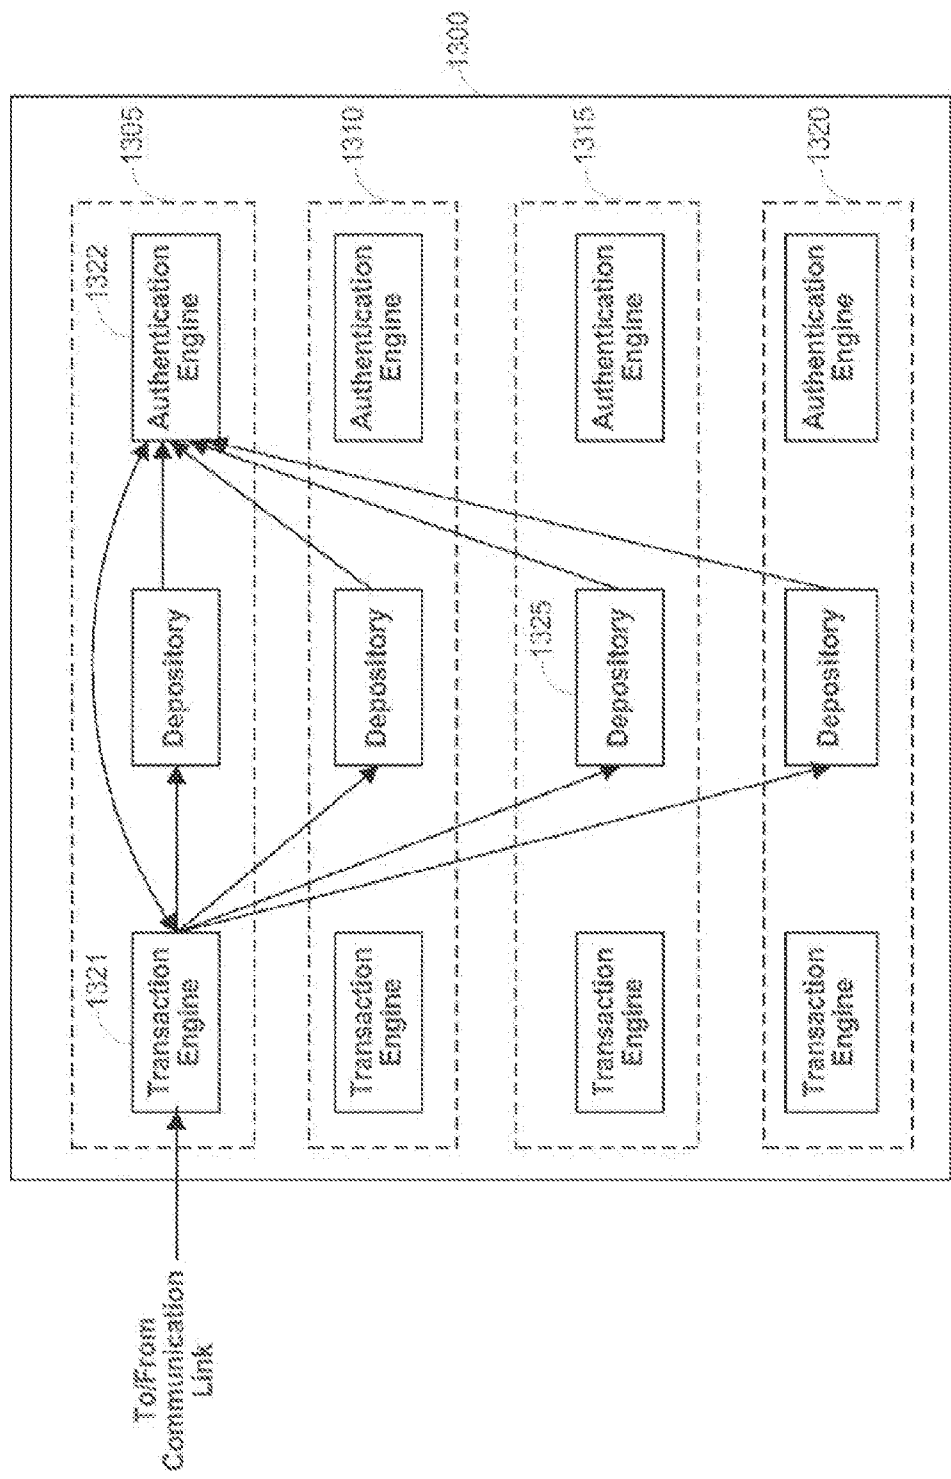 1300
1305
1322
Authentication
Engine
Depository
1321
Transaction
Engine
To/From
Communication
Link
1310
Authentication
Engine
Depository
Transaction
Engine
1315
Authentication
Engine
1325
Depository
Transaction
Engine
1320
Authentication
Engine
Depository
Transaction
Engine